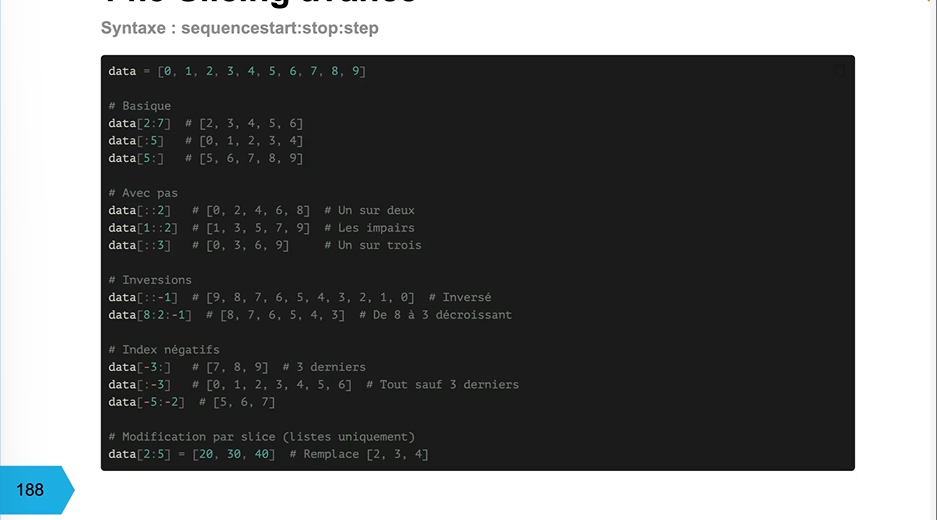 Syntaxe : sequencestart:stop:step
data = [0, 1, 2, 3, 4, 5, 6, 7, 8, 9]
# Basique
data[2:7]  # [2, 3, 4, 5, 6]
data[:5]   # [0, 1, 2, 3, 4]
data[5:]   # [5, 6, 7, 8, 9]
# Avec pas
data[::2]   # [0, 2, 4, 6, 8]  # Un sur deux
data[1::2]  # [1, 3, 5, 7, 9]  # Les impairs
data[::3]   # [0, 3, 6, 9]     # Un sur trois
# Inversions
data[::-1]  # [9, 8, 7, 6, 5, 4, 3, 2, 1, 0]  # Inversé
data[8:2:-1]  # [8, 7, 6, 5, 4, 3]  # De 8 à 3 décroissant
# Index négatifs
data[-3:]   # [7, 8, 9]  # 3 derniers
data[:-3]   # [0, 1, 2, 3, 4, 5, 6]  # Tout sauf 3 derniers
data[-5:-2]  # [5, 6, 7]
# Modification par slice (listes uniquement)
data[2:5] = [20, 30, 40]  # Remplace [2, 3, 4]
188